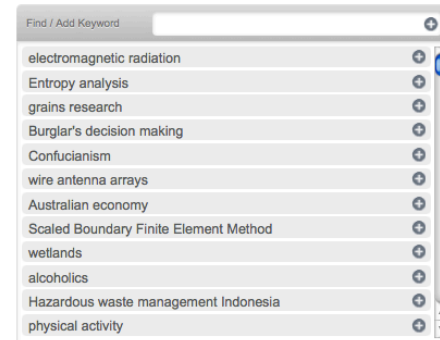 Find / Add Keyword
electromagnetic radiation
Entropy analysis
grains research
Burglar's decision making
Confucianism
wire antenna arrays
Australian economy
Scaled Boundary Finite Element Method
wetlands
alcoholics
Hazardous waste management Indonesia
physical activity